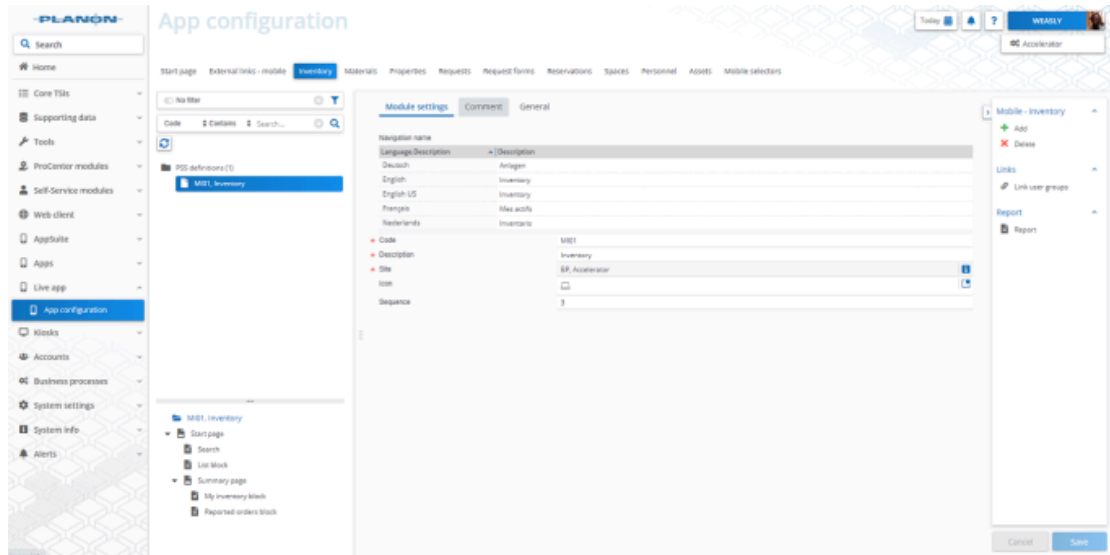 PLANON
App configuration
Today
?
WEASLY
Accelerator
Search
Home
Core TSIs
Supporting data
Tools
ProCenter modules
Self-Service modules
Web client
AppSuite
Apps
Live app
App configuration
Kiosks
Accounts
Business processes
System settings
System info
Alerts
Start page External links - mobile Inventory Materials Properties Requests Request forms Reservations Spaces Personnel Assets Mobile selectors
No filter
Code Contains Search...
PSS definitions (1)
MI01, Inventory
MI01, Inventory
Start page
Search
List block
Summary page
My inventory block
Reported orders block
Module settings Comment General
Navigation name
Language.Description Description
Deutsch Anlagen
English Inventory
English US Inventory
Français Mes actifs
Nederlands Inventaris
* Code MI01
* Description Inventory
* Site BP, Accelerator
Icon
Sequence 3
Mobile - Inventory
Add
Delete
Links
Link user groups
Report
Report
Cancel Save